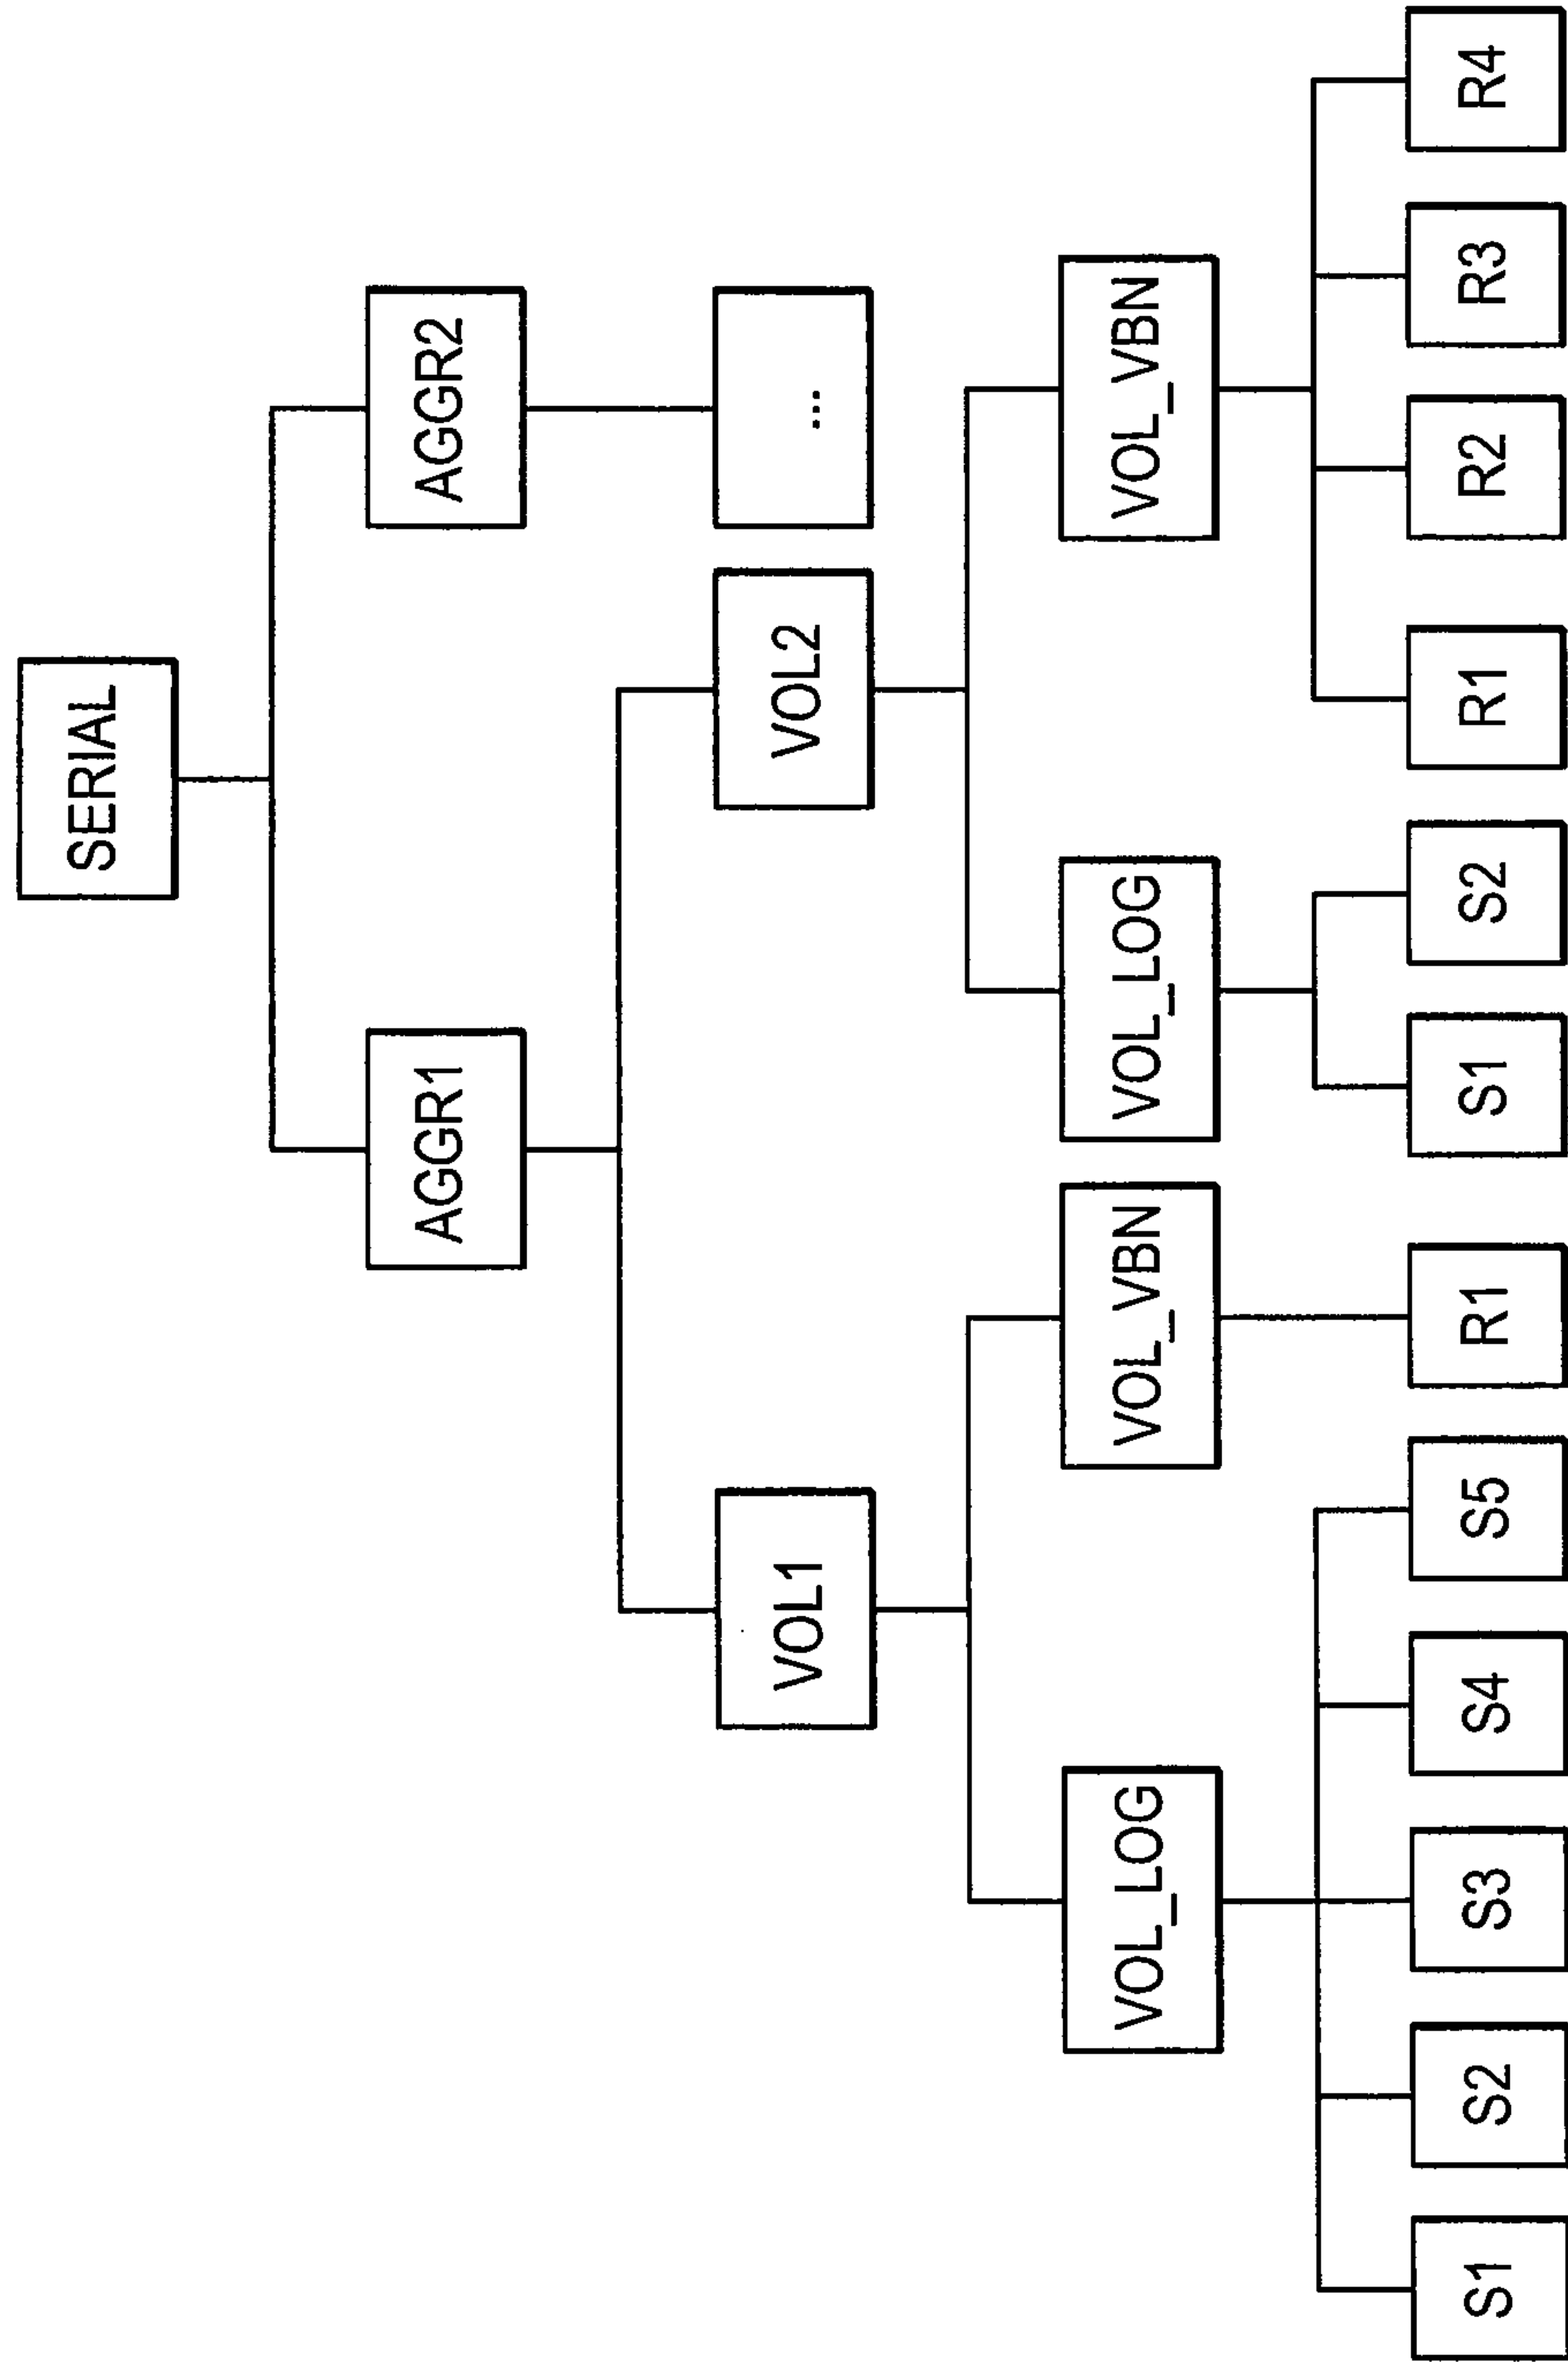 SERIAL
AGGR1
AGGR2
VOL1
VOL2
...
VOL_LOG
VOL_VBN
VOL_LOG
VOL_VBN
S1
S2
S3
S4
S5
R1
S1
S2
R1
R2
R3
R4